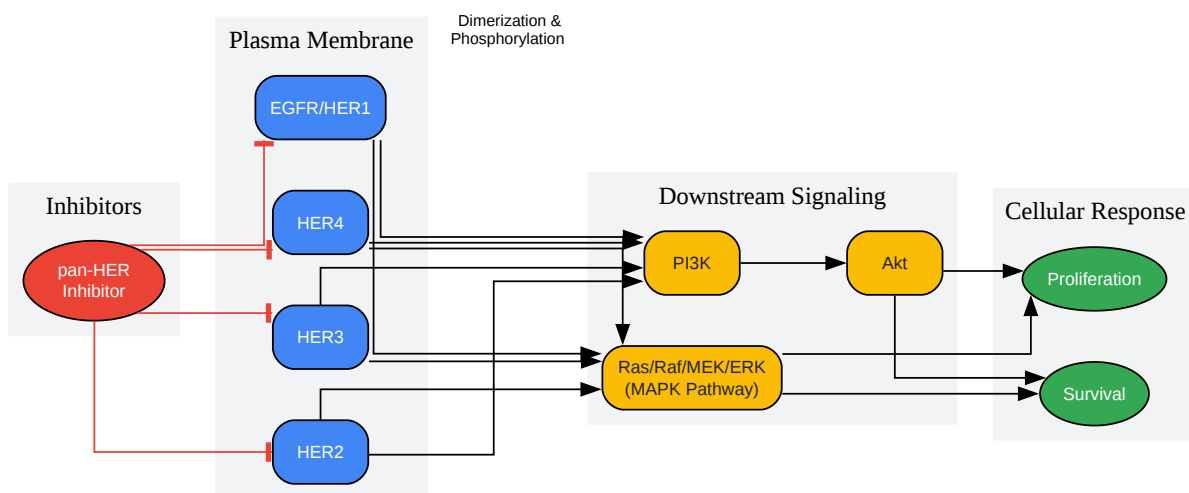 Dimerization &
Phosphorylation
Plasma Membrane
EGFR/HER1
HER4
HER3
HER2
Inhibitors
pan-HER
Inhibitor
Downstream Signaling
PI3K
Akt
Ras/Raf/MEK/ERK
(MAPK Pathway)
Cellular Response
Proliferation
Survival